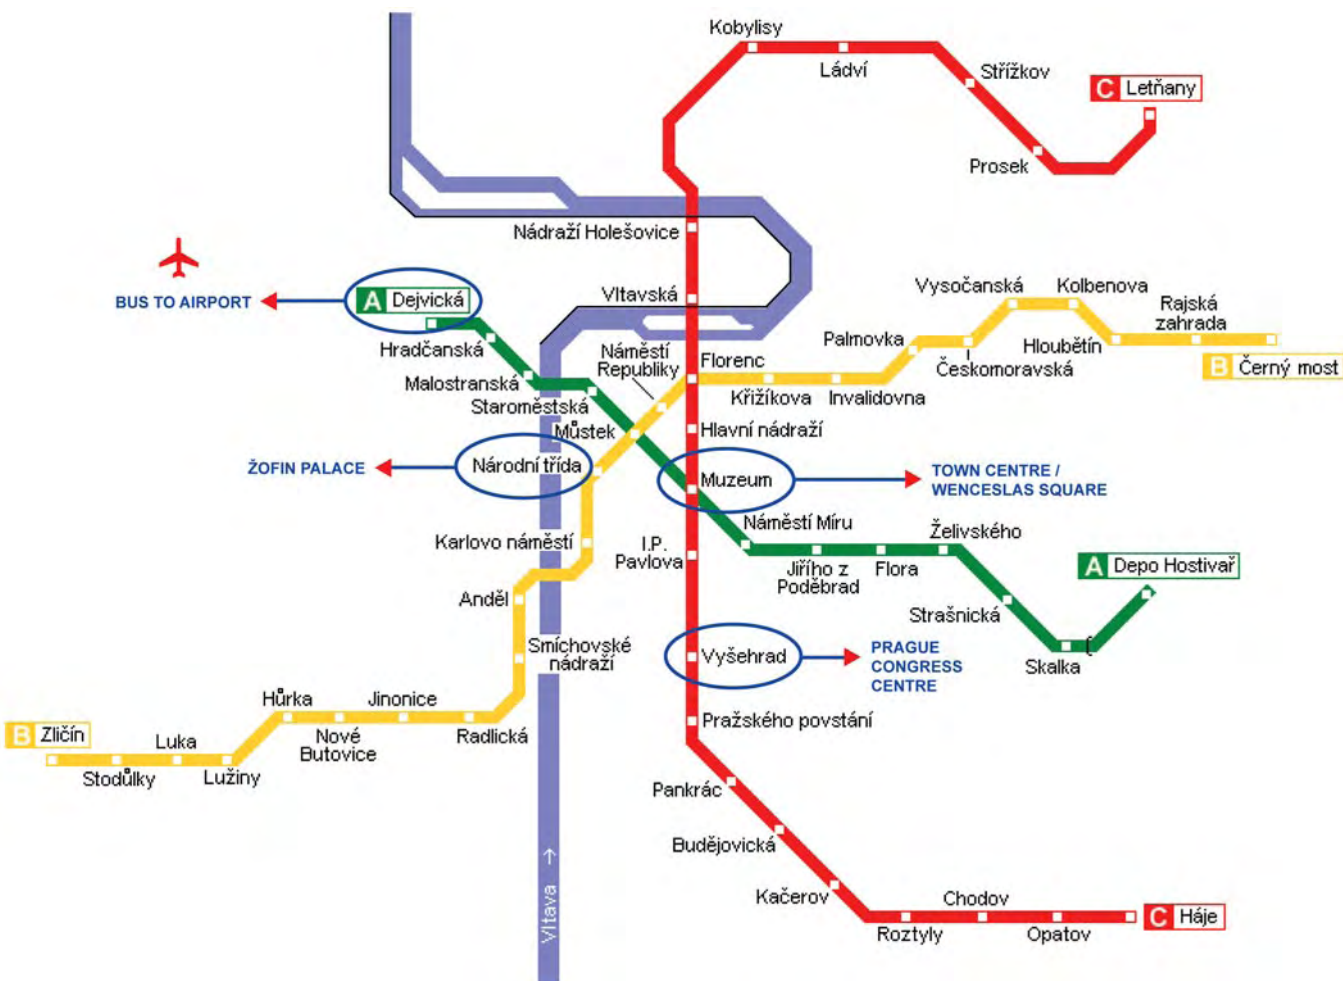 Kobylisy
Ládví
Střížkov
C Letňany
Prosek
Nádraží Holešovice
BUS TO AIRPORT
A Dejvická
Vltavská
Vysočanská
Kolbenova
Rajská
zahrada
Hradčanská
Náměstí
Republiky
Florenc
Palmovka
Českomoravská
Hloubětín
B Černý most
Malostranská
Staroměstská
Křižíkova
Invalidovna
Můstek
Hlavní nádraží
ŽOFIN PALACE
Národní třída
Muzeum
TOWN CENTRE /
WENCESLAS SQUARE
Karlovo náměstí
I.P.
Pavlova
Náměstí Míru
Jiřího z
Poděbrad
Flora
Želivského
A Depo Hostivař
Anděl
Strašnická
Skalka
Smíchovské
nádraží
Vyšehrad
PRAGUE
CONGRESS
CENTRE
Hůrka
Jinonice
Nové
Butovice
Radlická
Pražského povstání
B Zličín
Luka
Stodůlky
Lužiny
Pankrác
Budějovická
Kačerov
Vltava →
Chodov
Roztyly
Opatov
C Háje